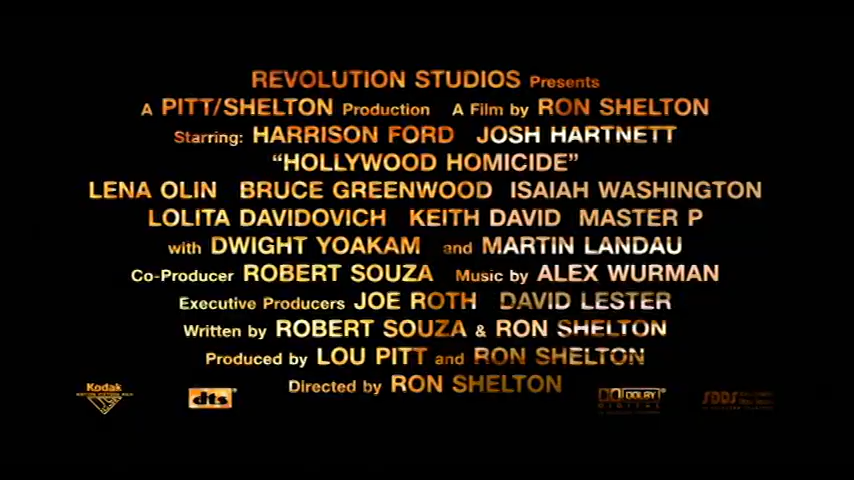 REVOLUTION STUDIOS Presents
A PITT/SHELTON Production A Film by RON SHELTON
Starring: HARRISON FORD JOSH HARTNETT
“HOLLYWOOD HOMICIDE”
LENA OLIN BRUCE GREENWOOD ISAIAH WASHINGTON
LOLITA DAVIDOVICH KEITH DAVID MASTER P
with DWIGHT YOAKAM and MARTIN LANDAU
Co-Producer ROBERT SOUZA Music by ALEX WURMAN
Executive Producers JOE ROTH DAVID LESTER
Written by ROBERT SOUZA & RON SHELTON
Produced by LOU PITT and RON SHELTON
Directed by RON SHELTON
Kodak
dts
DOLBY
DIGITAL
SDDS